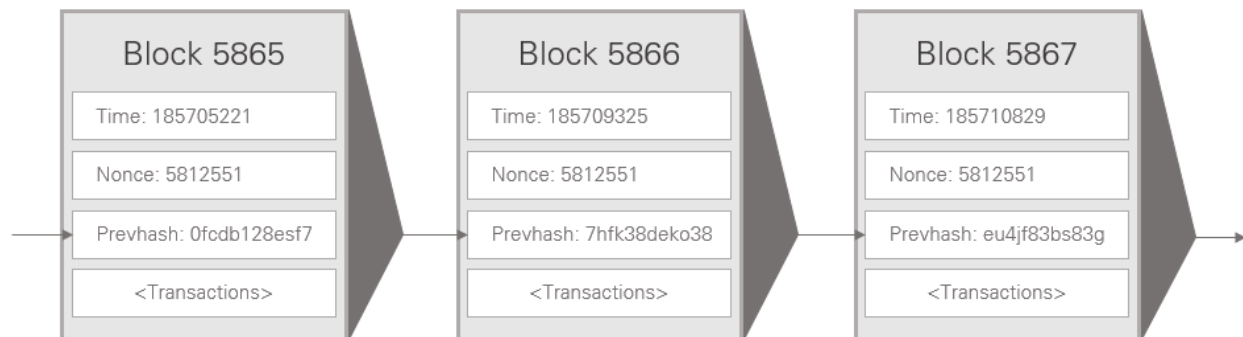 Block 5865
Time: 185705221
Nonce: 5812551
Prevhash: 0fcdb128esf7
<Transactions>
Block 5866
Time: 185709325
Nonce: 5812551
Prevhash: 7hfk38deko38
<Transactions>
Block 5867
Time: 185710829
Nonce: 5812551
Prevhash: eu4jf83bs83g
<Transactions>